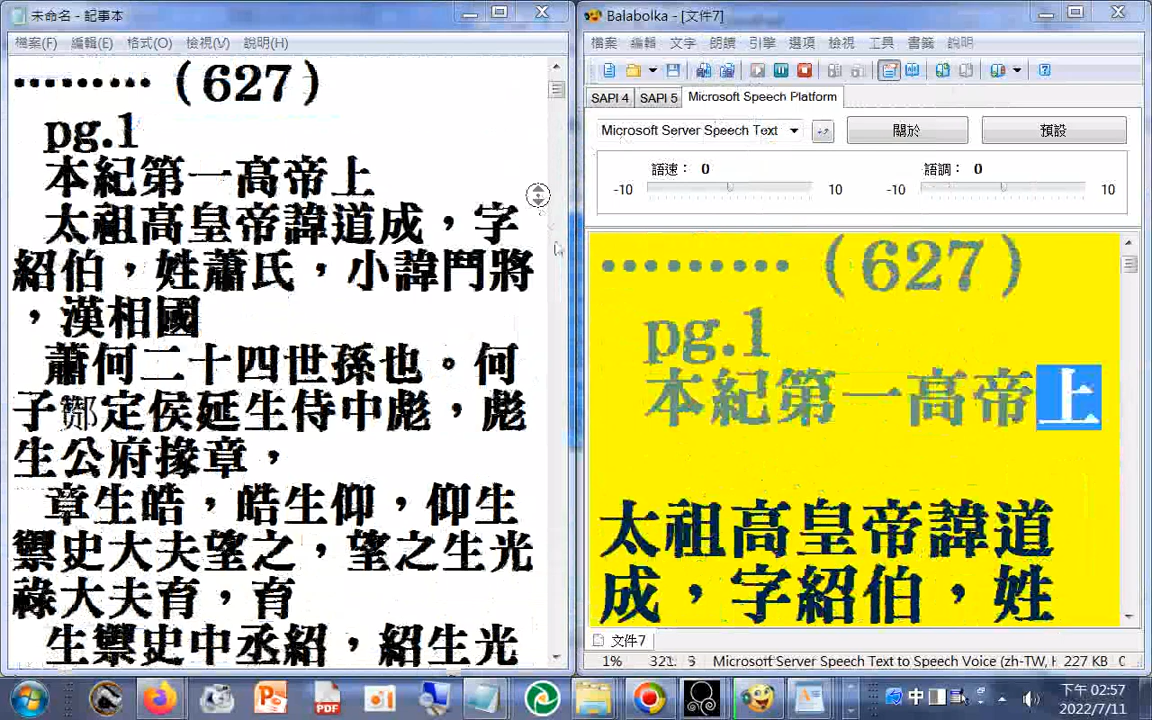 未命名 - 記事本
檔案(F) 編輯(E) 格式(O) 檢視(V) 說明(H)
………（627）
pg.1
本紀第一高帝上
太祖高皇帝諱道成，字
紹伯，姓蕭氏，小諱鬥將
，漢相國
蕭何二十四世孫也。何
子酇定侯延生侍中彪，彪
生公府掾章，
章生皓，皓生仰，仰生
禦史大夫望之，望之生光
祿大夫育，育
生禦史中丞紹，紹生光
Balabolka - [文件7]
檔案 編輯 文字 朗讀 引擎 選項 檢視 工具 書籤 說明
SAPI 4 SAPI 5 Microsoft Speech Platform
Microsoft Server Speech Text 關於 預設
語速： 0 語調： 0
-10 10 -10 10
………（627）
pg.1
本紀第一高帝上
太祖高皇帝諱道
成，字紹伯，姓
文件7
1% Microsoft Server Speech Text to Speech Voice (zh-TW, 227 KB
PDF
中
下午 02:57
2022/7/11